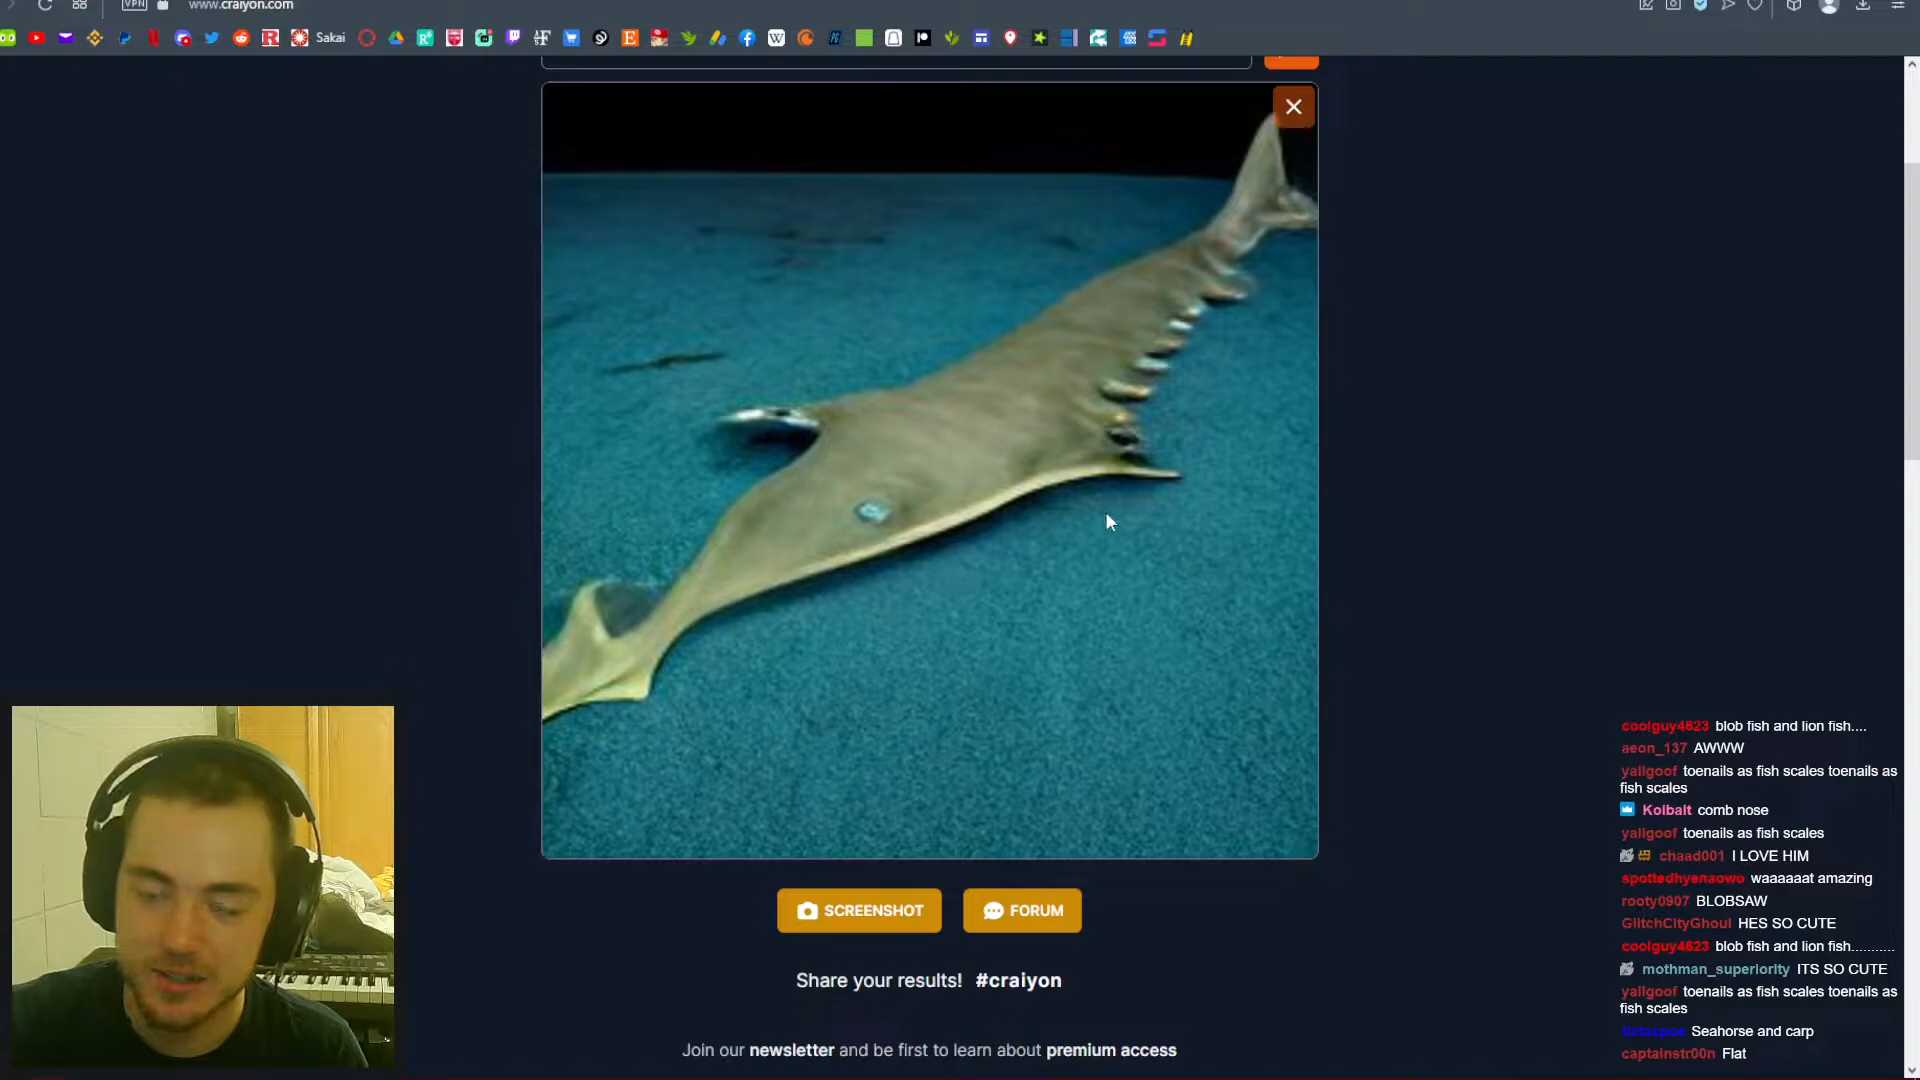 VPN
www.craiyon.com
Sakai
SCREENSHOT
FORUM
Share your results! #craiyon
Join our newsletter and be first to learn about premium access
coolguy4623 blob fish and lion fish....
aeon_137 AWWW
yallgoof toenails as fish scales toenails as
fish scales
Kolbalt comb nose
yallgoof toenails as fish scales
chaad001 I LOVE HIM
spottedhyenaowo waaaaaat amazing
rooty0907 BLOBSAW
GlitchCityGhoul HES SO CUTE
coolguy4623 blob fish and lion fish...........
mothman_superiority ITS SO CUTE
yallgoof toenails as fish scales toenails as
fish scales
Seahorse and carp
captainstr00n Flat